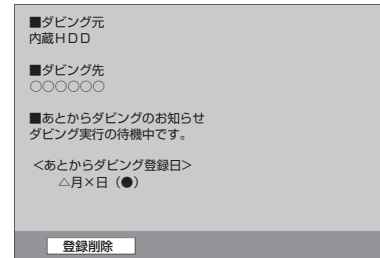 ■ダビング元
内蔵ＨＤＤ
■ダビング先
○○○○○○
■あとからダビングのお知らせ
ダビング実行の待機中です。
＜あとからダビング登録日＞
△月×日（●）
登録削除